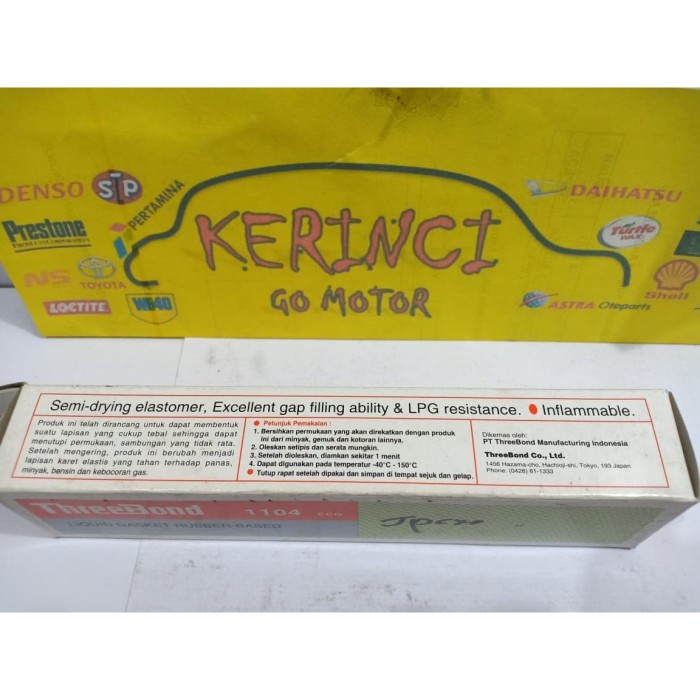 DENSO
STP
PERTAMINA
Prestone
NS
TOYOTA
LOCTITE
WD40
KERINCI
GO MOTOR
DAIHATSU
Turtle
WAX
Shell
ASTRA Otoparts
Semi-drying elastomer, Excellent gap filling ability & LPG resistance. ● Inflammable.
Produk ini telah dirancang untuk dapat membentuk
suatu lapisan yang cukup tebal sehingga dapat
menutupi permukaan, sambungan yang tidak rata.
Setelah mengering, produk ini berubah menjadi
lapisan karet elastis yang tahan terhadap panas,
minyak, bensin dan kebocoran gas.
● Petunjuk Pemakaian :
1. Bersihkan permukaan yang akan direkatkan dengan produk
ini dari minyak, gemuk dan kotoran lainnya.
2. Oleskan setipis dan serata mungkin.
3. Setelah dioleskan, diamkan sekitar 1 menit
4. Dapat digunakan pada temperatur -40°C - 150°C
● Tutup rapat setelah dipakai dan simpan di tempat sejuk dan gelap.
Dikemas oleh:
PT ThreeBond Manufacturing Indonesia
ThreeBond Co., Ltd.
1456 Hazama-cho, Hachioji-shi, Tokyo, 193 Japan
Phone: (0426) 61-1333
ThreeBond 1104 eco
LIQUID GASKET RUBBER-BASED